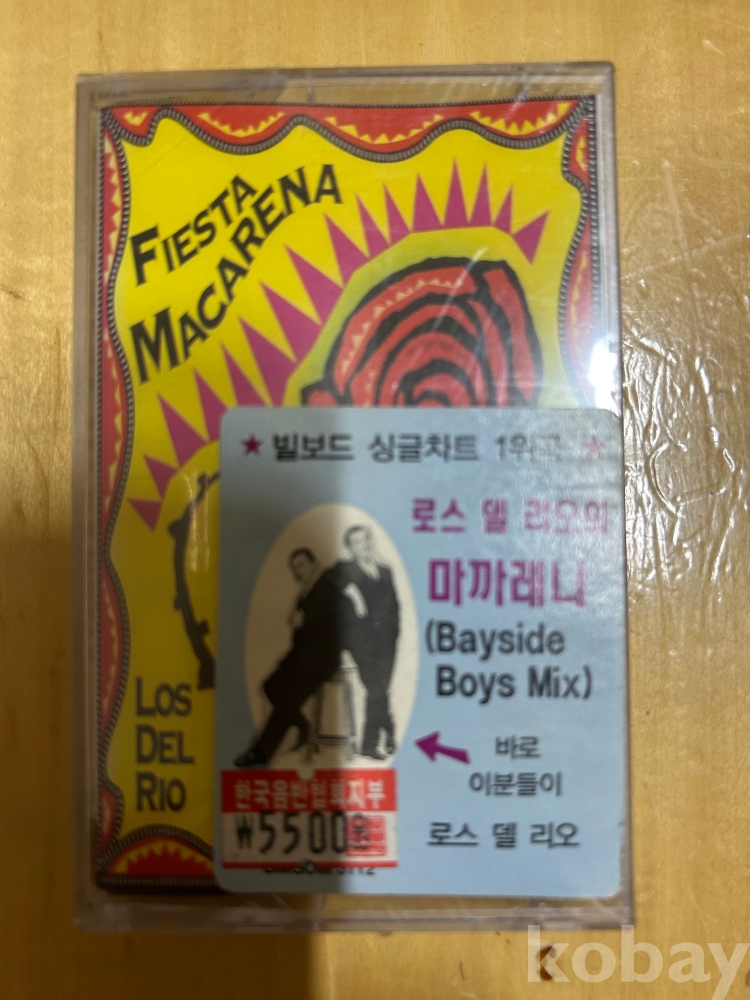 FIESTA
MACARENA
★ 빌보드 싱글차트 1위곡 ★
로스 델 리오의
마까레나
(Bayside
Boys Mix)
바로
이분들이
로스 델 리오
LOS
DEL
RIO
한국음반협회지부
₩5500
kobay